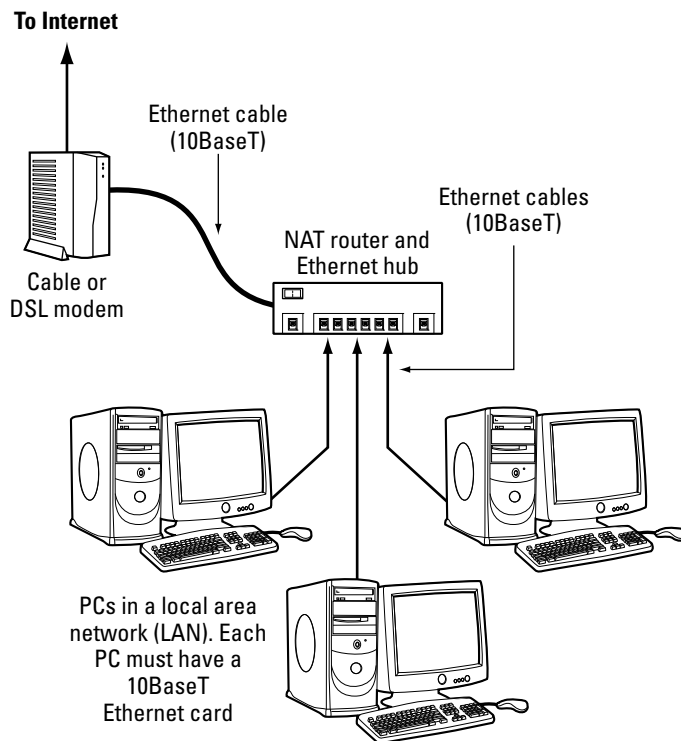 To Internet
Ethernet cable
(10BaseT)
Ethernet cables
(10BaseT)
NAT router and
Ethernet hub
Cable or
DSL modem
PCs in a local area
network (LAN). Each
PC must have a
10BaseT
Ethernet card